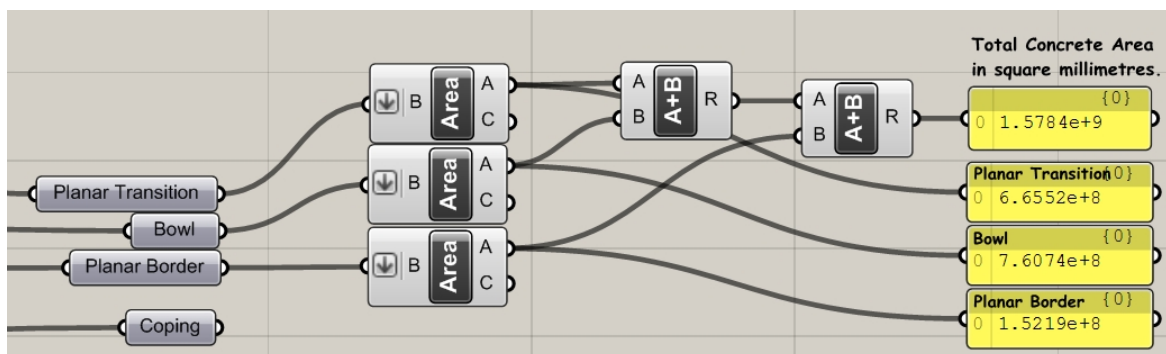 Total Concrete Area
in square millimetres.
{0}
0 1.5784e+9
Planar Transition {0}
0 6.6552e+8
Bowl {0}
0 7.6074e+8
Planar Border {0}
0 1.5219e+8
Planar Transition
Bowl
Planar Border
Coping
B Area A C
B Area A C
B Area A C
A B A+B R
A B A+B R